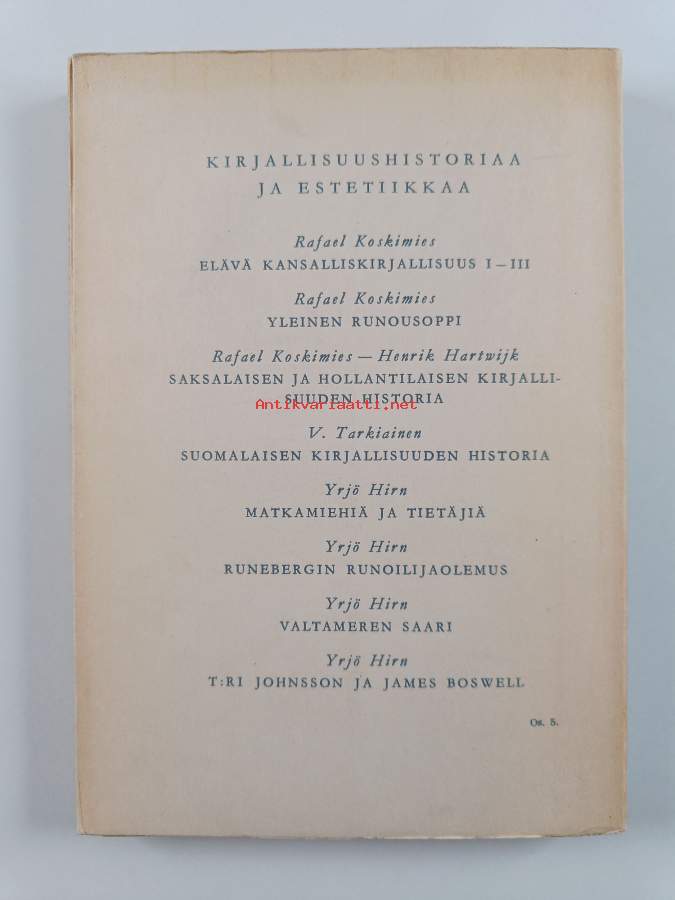 KIRJALLISUUSHISTORIAA
JA ESTETIIKKAA
Rafael Koskimies
ELÄVÄ KANSALLISKIRJALLISUUS I–III
Rafael Koskimies
YLEINEN RUNOUSOPPI
Rafael Koskimies — Henrik Hartwijk
SAKSALAISEN JA HOLLANTILAISEN KIRJALLI-
SUUDEN HISTORIA
Antikvariaatti.net
V. Tarkiainen
SUOMALAISEN KIRJALLISUUDEN HISTORIA
Yrjö Hirn
MATKAMIEHIÄ JA TIETÄJIÄ
Yrjö Hirn
RUNEBERGIN RUNOILIJAOLEMUS
Yrjö Hirn
VALTAMEREN SAARI
Yrjö Hirn
T:RI JOHNSSON JA JAMES BOSWELL
Os. 5.